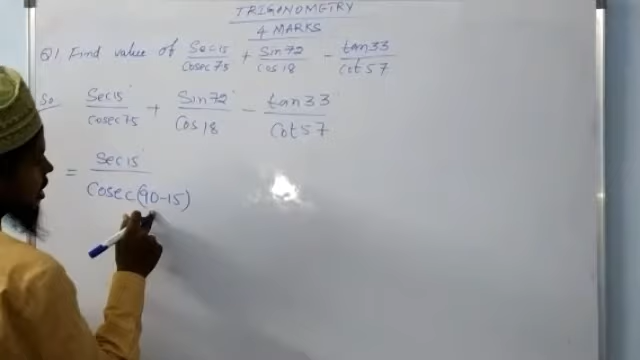 TRIGONOMETRY
4 MARKS
Q1 Find value of Sec15/Cosec75 + Sin72/Cos18 - tan33/Cot57
So Sec15°/Cosec75 + Sin72°/Cos18 - tan33°/Cot57
= Sec15°/Cosec(90-15)